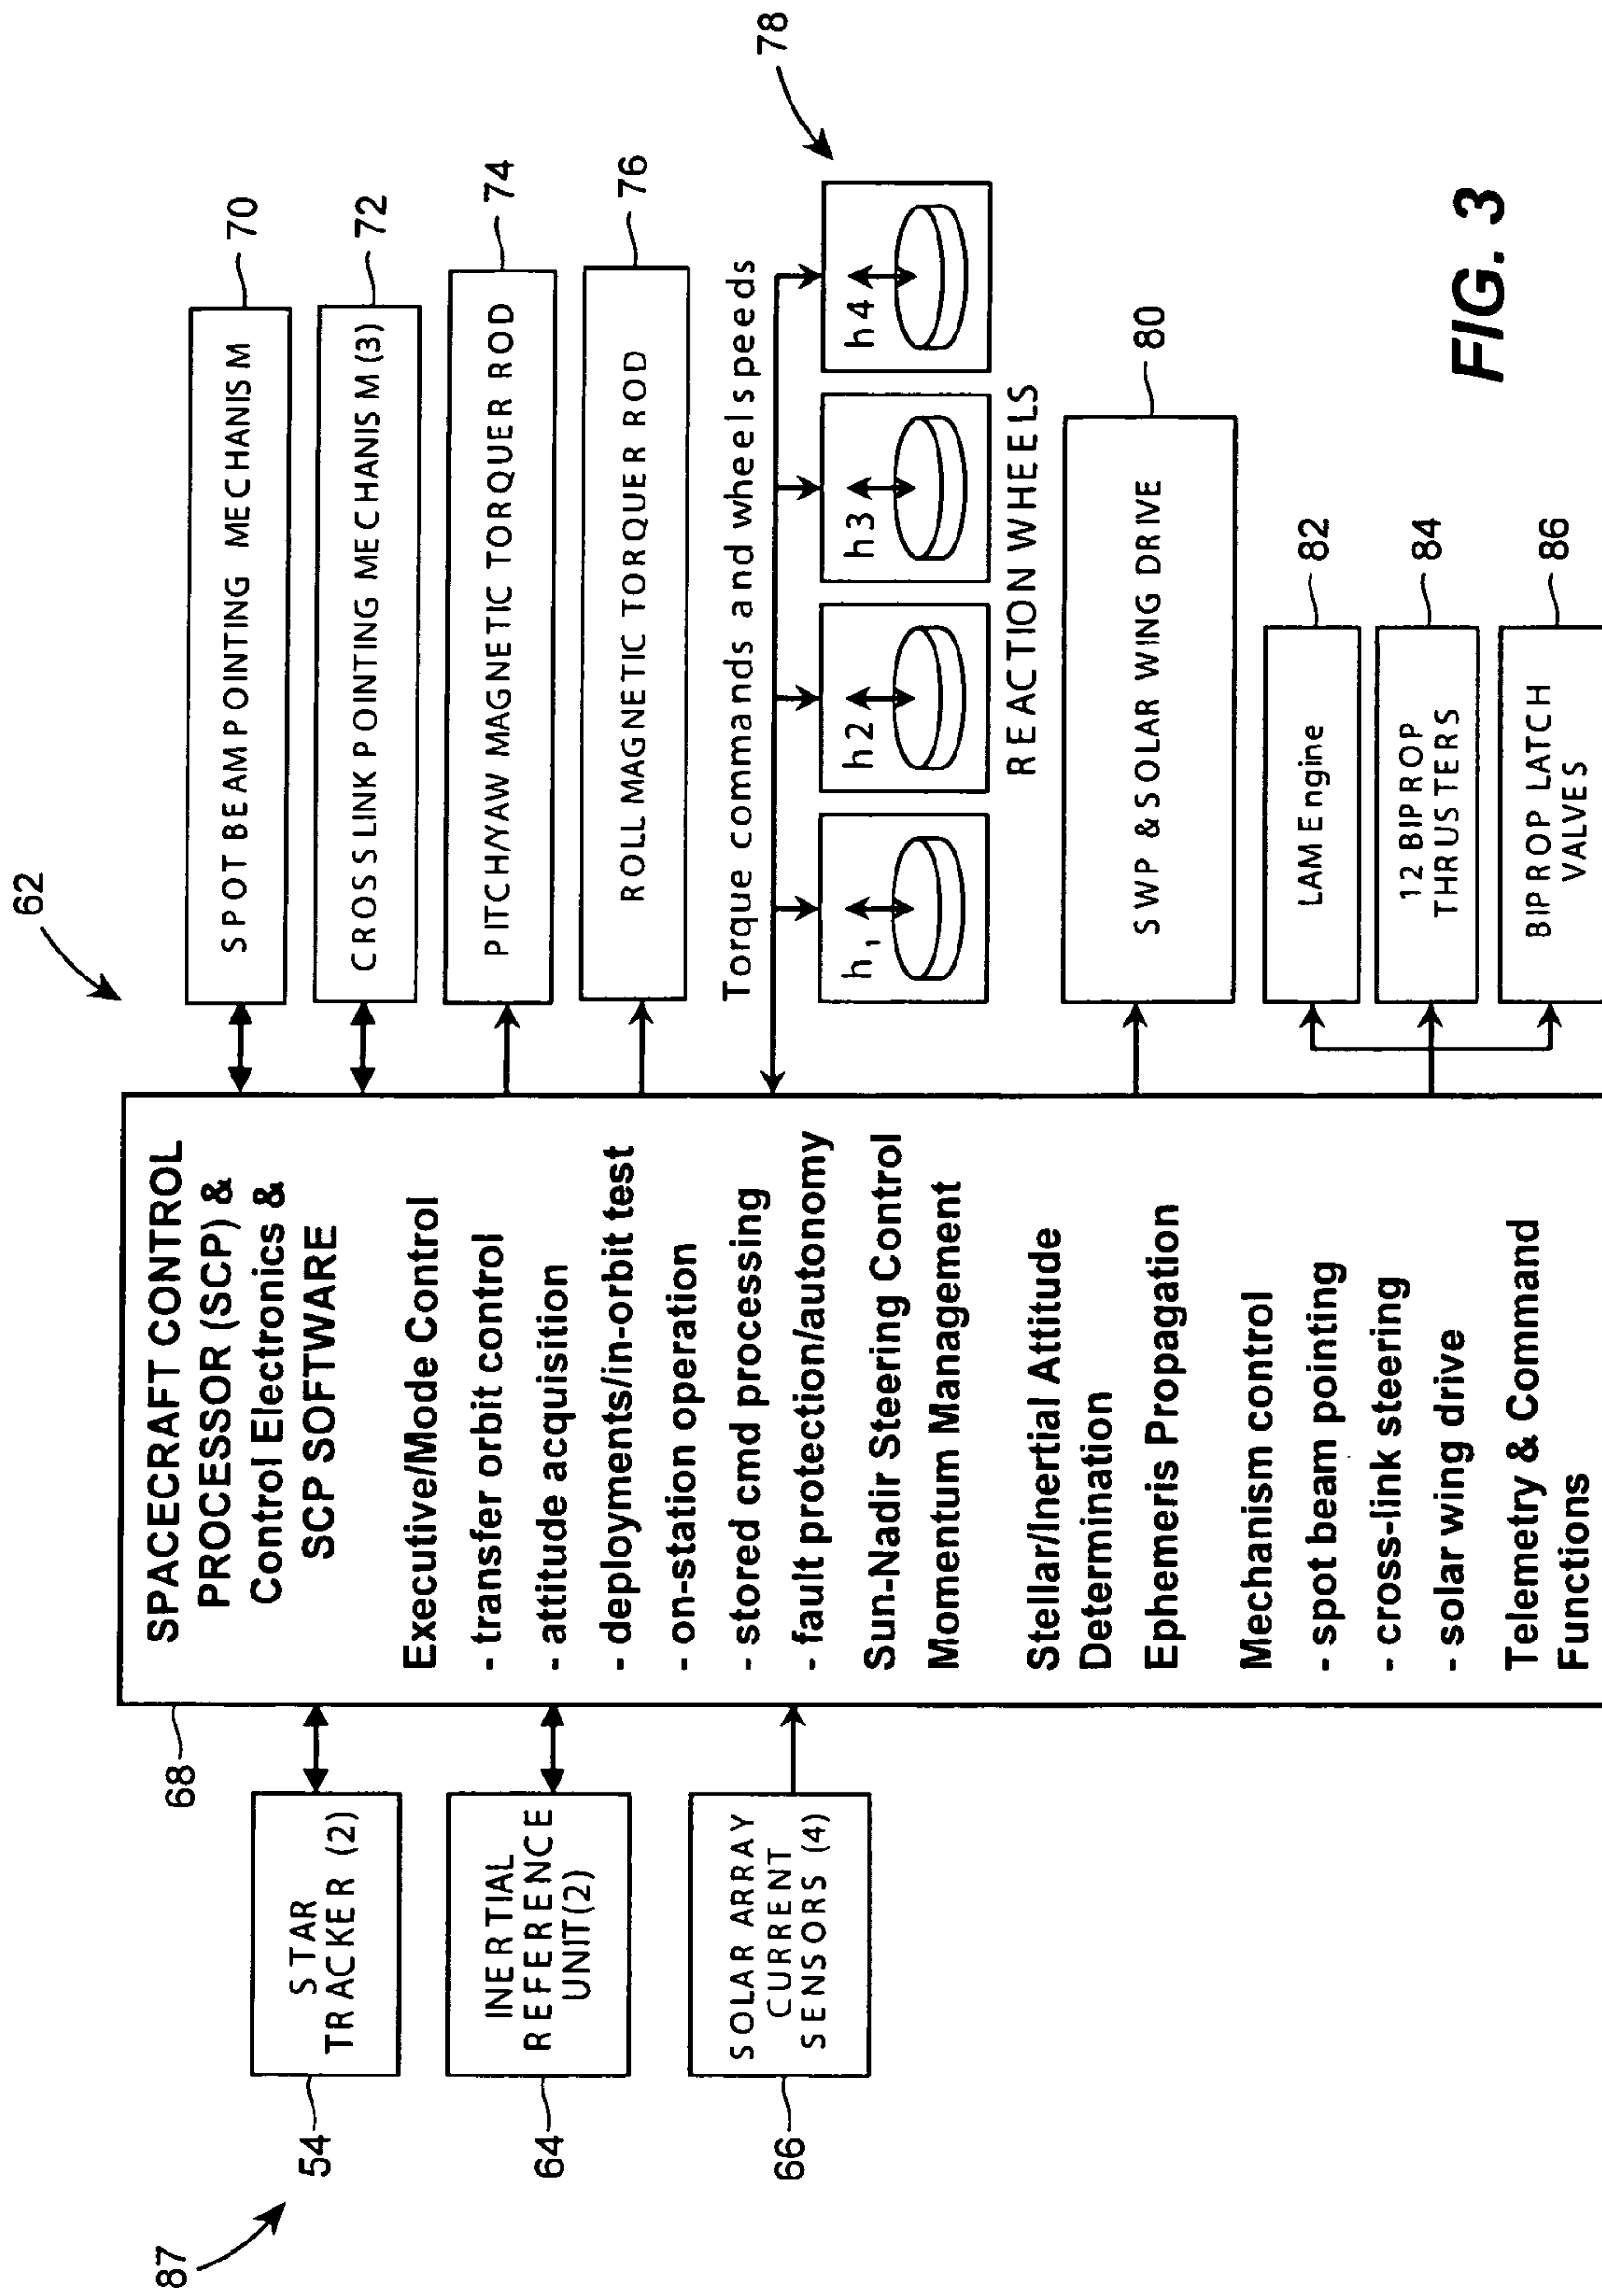 62
87
54
STAR
TRACKER (2)
64
INERTIAL
REFERENCE
UNIT(2)
66
SOLAR ARRAY
CURRENT
SENSORS (4)
68
SPACECRAFT CONTROL
PROCESSOR (SCP) &
Control Electronics &
SCP SOFTWARE
Executive/Mode Control
- transfer orbit control
- attitude acquisition
- deployments/in-orbit test
- on-station operation
- stored cmd processing
- fault protection/autonomy
Sun-Nadir Steering Control
Momentum Management
Stellar/Inertial Attitude
Determination
Ephemeris Propagation
Mechanism control
- spot beam pointing
- cross-link steering
- solar wing drive
Telemetry & Command
Functions
SPOT BEAM POINTING MECHANISM
70
CROSS LINK POINTING MECHANISM (3)
72
PITCH/YAW MAGNETIC TORQUER ROD
74
ROLL MAGNETIC TORQUER ROD
76
Torque commands and wheel speeds
78
h1 h2 h3 h4
REACTION WHEELS
SWP & SOLAR WING DRIVE
80
LAM Engine
82
12 BIPROP
THRUSTERS
84
BIPROP LATCH
VALVES
86
FIG. 3